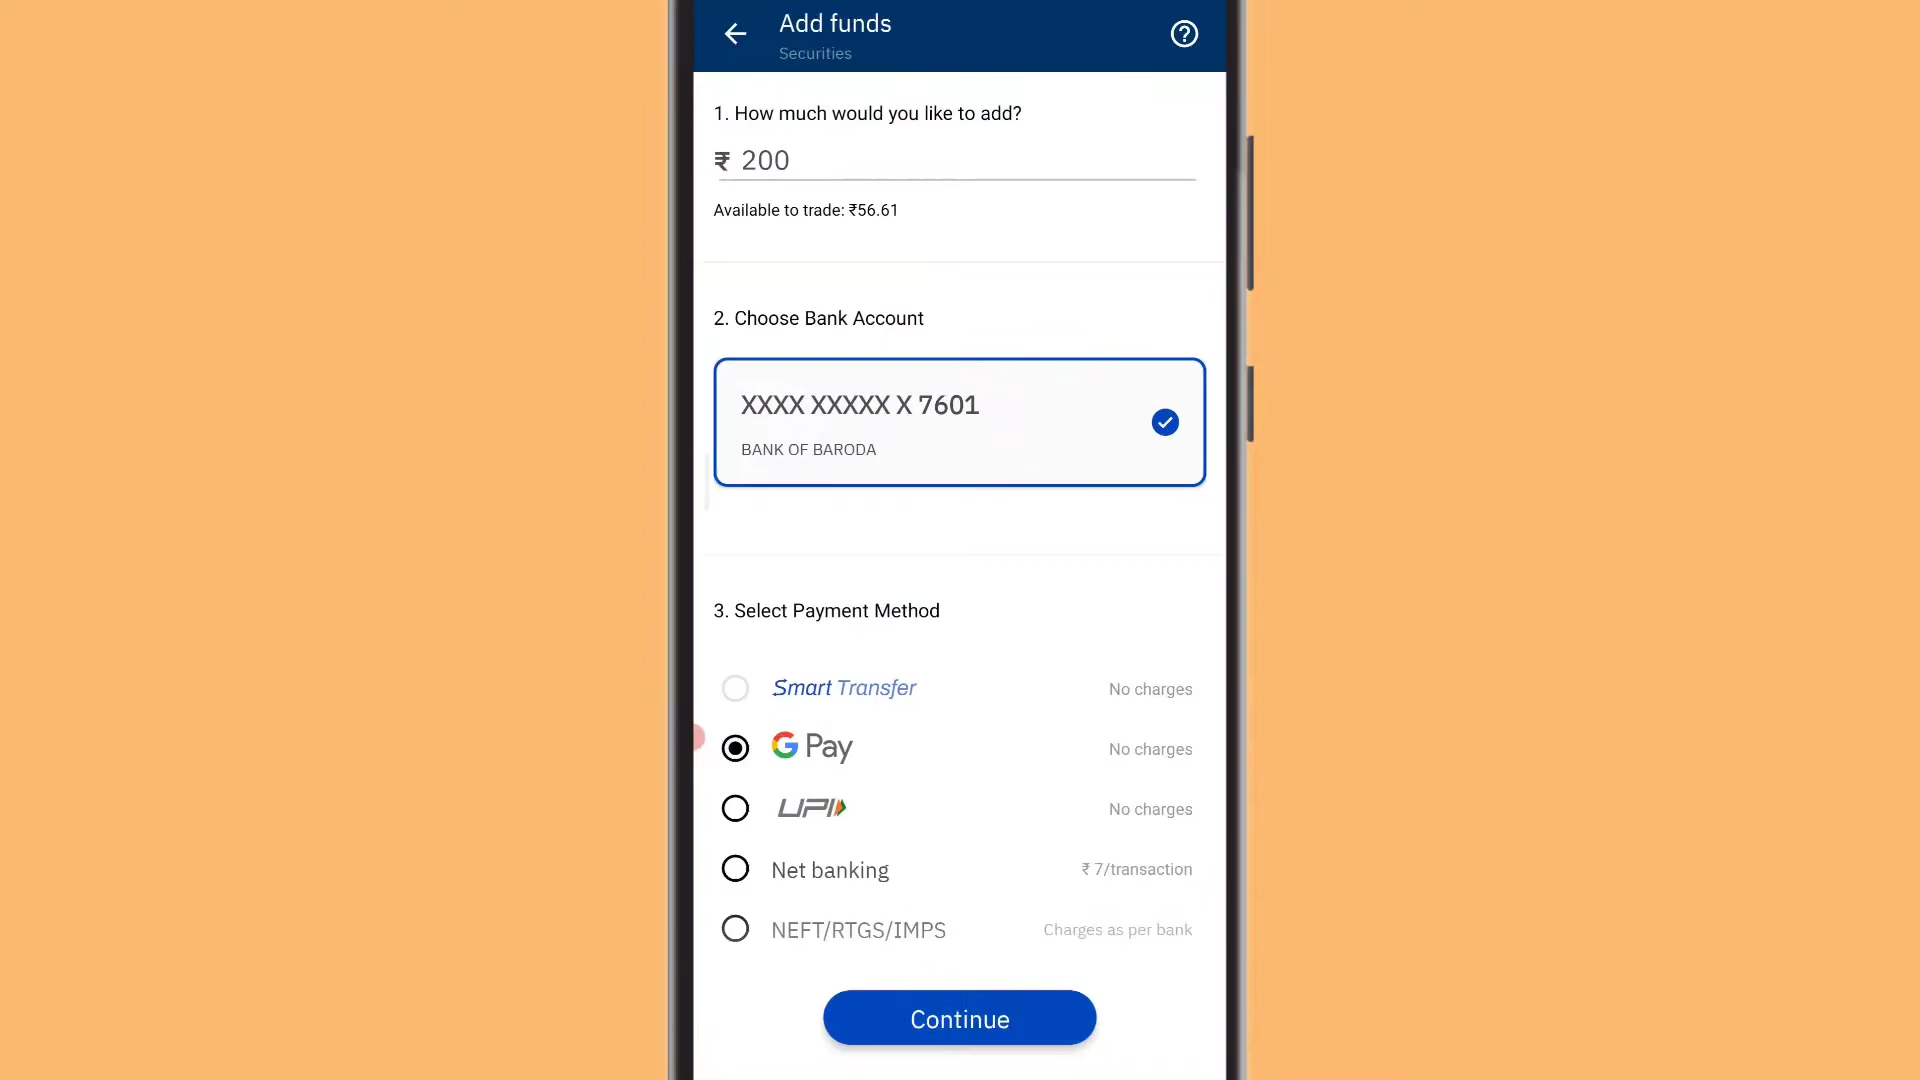 Add funds
Securities
1. How much would you like to add?
₹ 200
Available to trade: ₹56.61
2. Choose Bank Account
XXXX XXXXX X 7601
BANK OF BARODA
3. Select Payment Method
Smart Transfer No charges
G Pay No charges
UPI No charges
Net banking ₹ 7/transaction
NEFT/RTGS/IMPS Charges as per bank
Continue